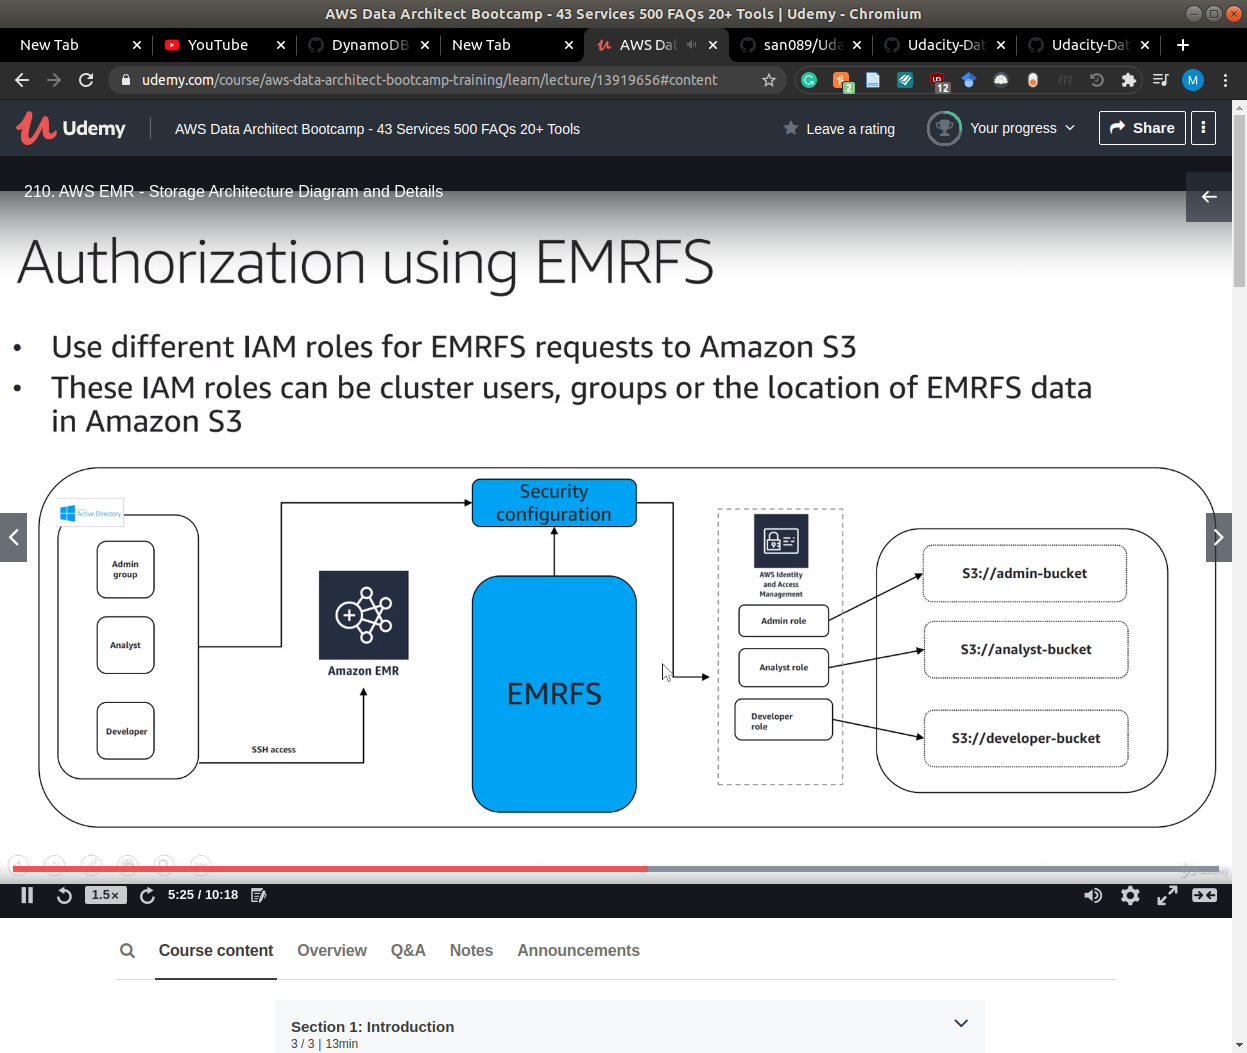 AWS Data Architect Bootcamp - 43 Services 500 FAQs 20+ Tools | Udemy - Chromium
New Tab
YouTube
DynamoDB
New Tab
AWS Dat
san089/Uda
Udacity-Dat
Udacity-Dat
udemy.com/course/aws-data-architect-bootcamp-training/learn/lecture/13919656#content
2
12
M
Udemy
AWS Data Architect Bootcamp - 43 Services 500 FAQs 20+ Tools
Leave a rating
Your progress
Share
210. AWS EMR - Storage Architecture Diagram and Details
Authorization using EMRFS
• Use different IAM roles for EMRFS requests to Amazon S3
• These IAM roles can be cluster users, groups or the location of EMRFS data
in Amazon S3
Active Directory
Admin
group
Analyst
Developer
SSH access
Amazon EMR
Security
configuration
EMRFS
AWS Identity
and Access
Management
Admin role
Analyst role
Developer
role
S3://admin-bucket
S3://analyst-bucket
S3://developer-bucket
1.5×
5:25 / 10:18
Course content
Overview
Q&A
Notes
Announcements
Section 1: Introduction
3 / 3 | 13min